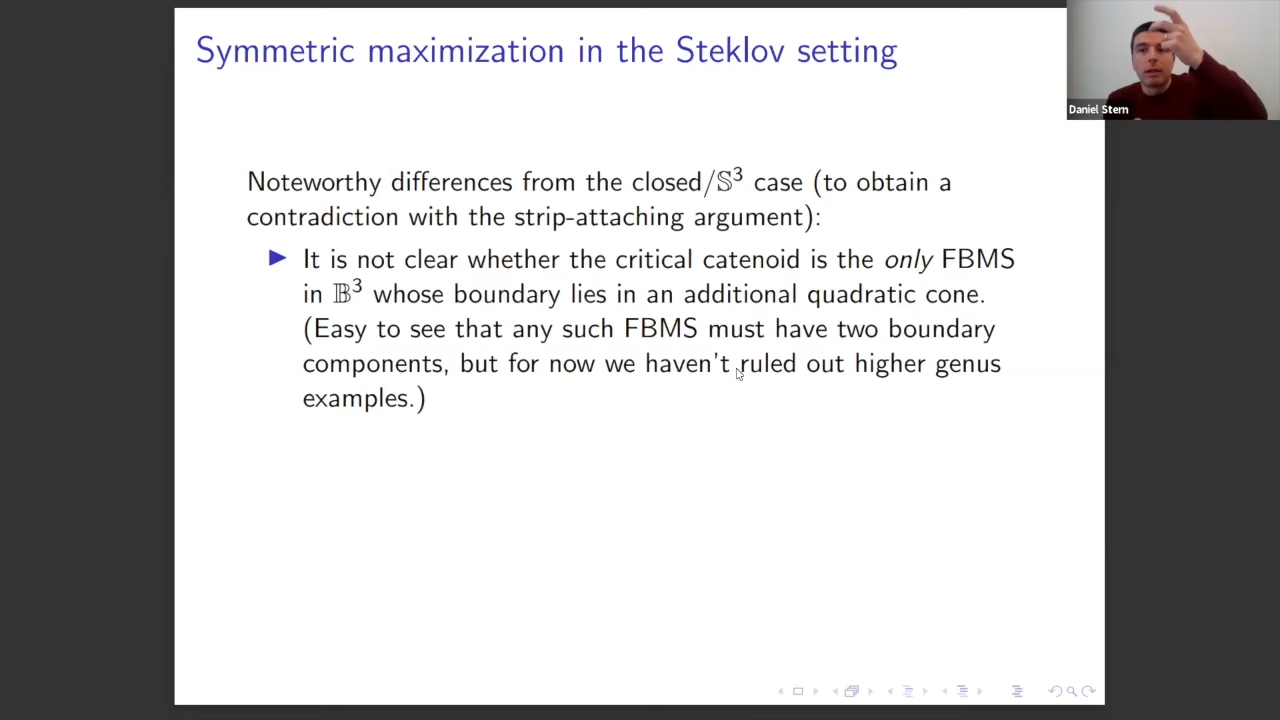 Symmetric maximization in the Steklov setting
Daniel Stern
Noteworthy differences from the closed/𝕊³ case (to obtain a
contradiction with the strip-attaching argument):
▶ It is not clear whether the critical catenoid is the only FBMS
in 𝔹³ whose boundary lies in an additional quadratic cone.
(Easy to see that any such FBMS must have two boundary
components, but for now we haven't ruled out higher genus
examples.)